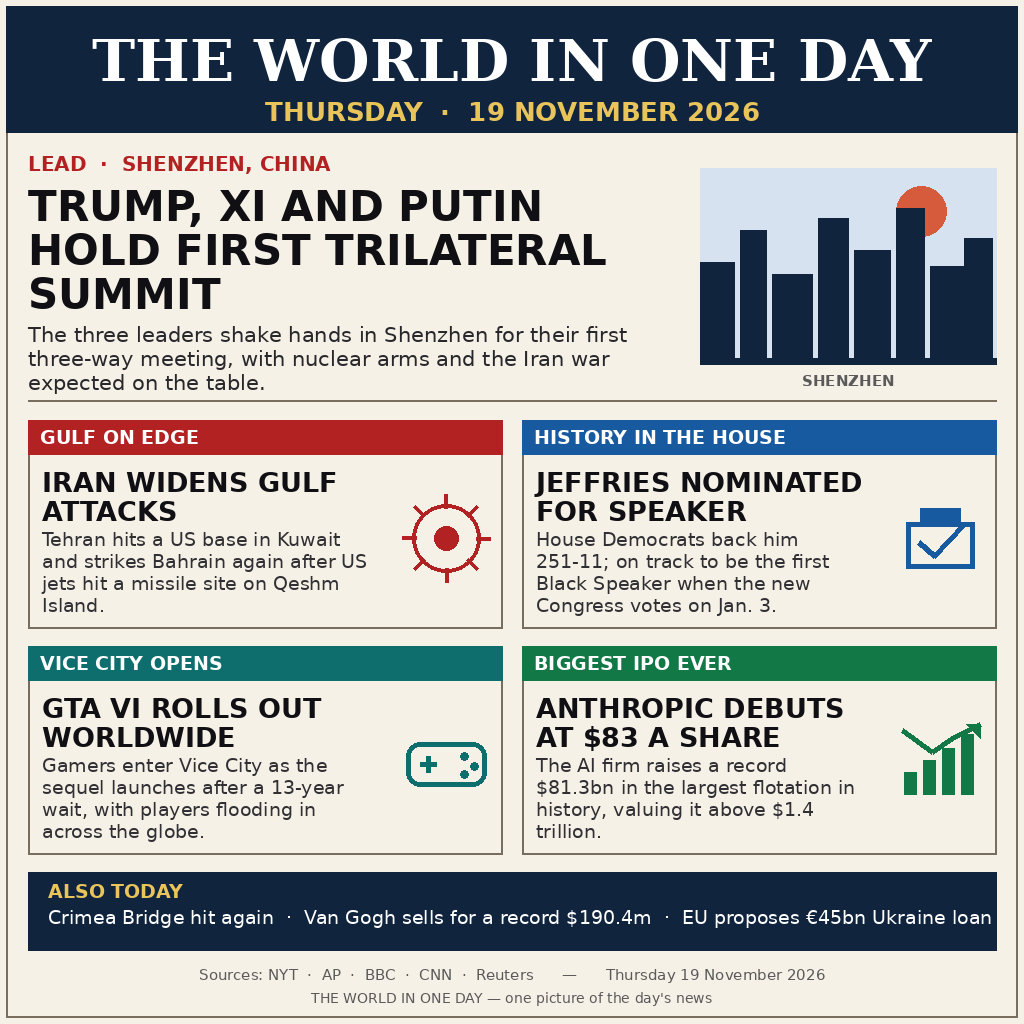 THE WORLD IN ONE DAY
THURSDAY · 19 NOVEMBER 2026
LEAD · SHENZHEN, CHINA
TRUMP, XI AND PUTIN
HOLD FIRST TRILATERAL
SUMMIT
The three leaders shake hands in Shenzhen for their first
three-way meeting, with nuclear arms and the Iran war
expected on the table.
SHENZHEN
GULF ON EDGE
IRAN WIDENS GULF
ATTACKS
Tehran hits a US base in Kuwait
and strikes Bahrain again after US
jets hit a missile site on Qeshm
Island.
HISTORY IN THE HOUSE
JEFFRIES NOMINATED
FOR SPEAKER
House Democrats back him
251-11; on track to be the first
Black Speaker when the new
Congress votes on Jan. 3.
VICE CITY OPENS
GTA VI ROLLS OUT
WORLDWIDE
Gamers enter Vice City as the
sequel launches after a 13-year
wait, with players flooding in
across the globe.
BIGGEST IPO EVER
ANTHROPIC DEBUTS
AT $83 A SHARE
The AI firm raises a record
$81.3bn in the largest flotation in
history, valuing it above $1.4
trillion.
ALSO TODAY
Crimea Bridge hit again · Van Gogh sells for a record $190.4m · EU proposes €45bn Ukraine loan
Sources: NYT · AP · BBC · CNN · Reuters — Thursday 19 November 2026
THE WORLD IN ONE DAY — one picture of the day's news